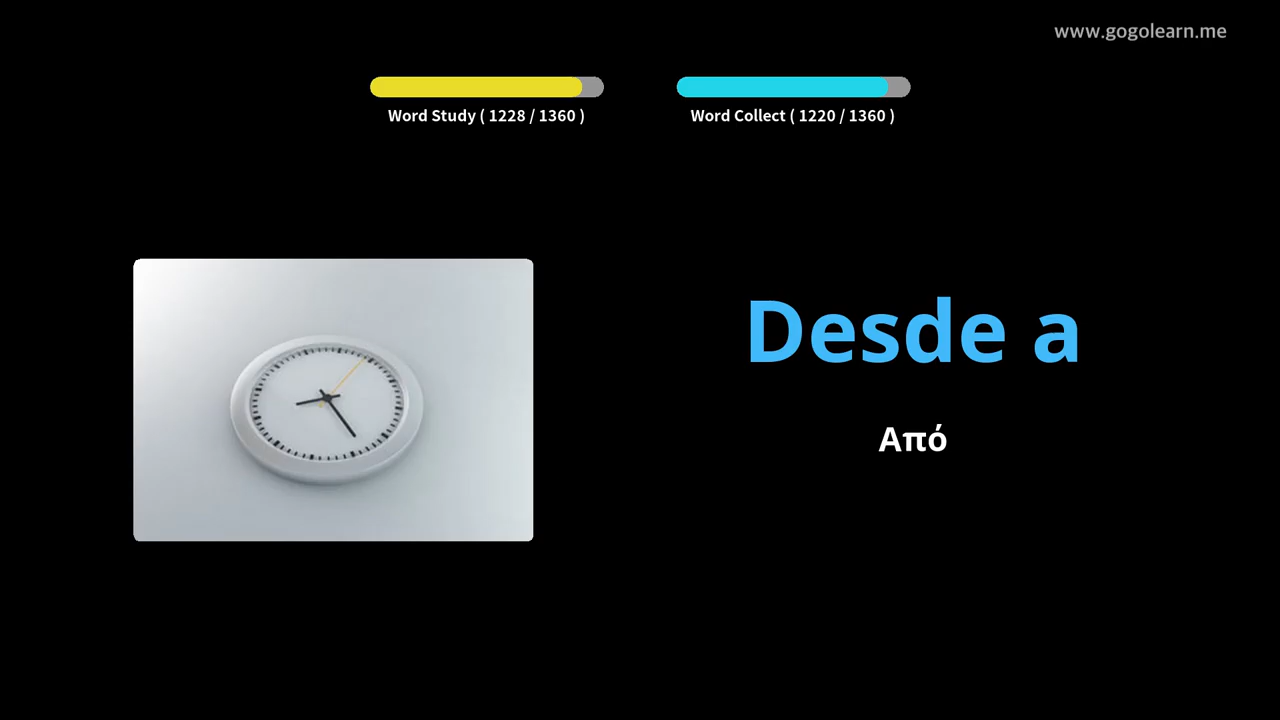 www.gogolearn.me
Word Study ( 1228 / 1360 )
Word Collect ( 1220 / 1360 )
Desde a
Από